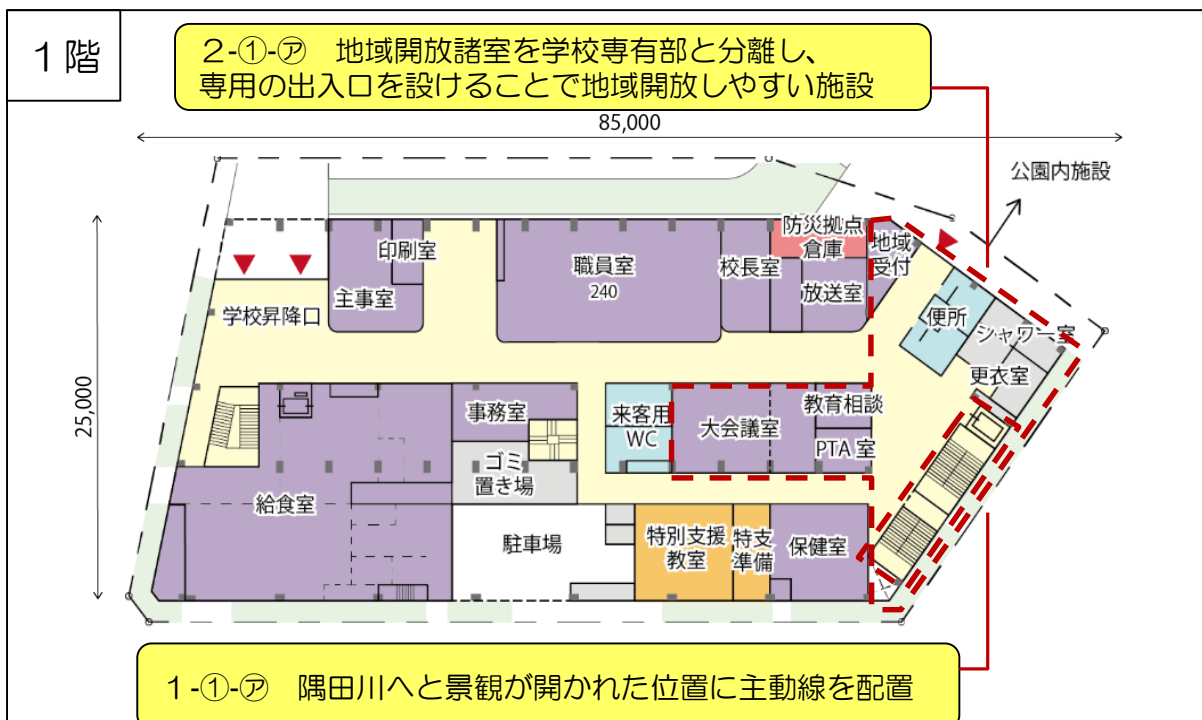 1階
2-①-㋐ 地域開放諸室を学校専有部と分離し、
専用の出入口を設けることで地域開放しやすい施設
85,000
公園内施設
25,000
印刷室
主事室
学校昇降口
職員室
240
校長室
防災拠点
倉庫
放送室
地域
受付
便所
シャワー室
更衣室
事務室
ゴミ
置き場
来客用
WC
大会議室
教育相談
PTA室
給食室
駐車場
特別支援
教室
特支
準備
保健室
1-①-㋐ 隅田川へと景観が開かれた位置に主動線を配置